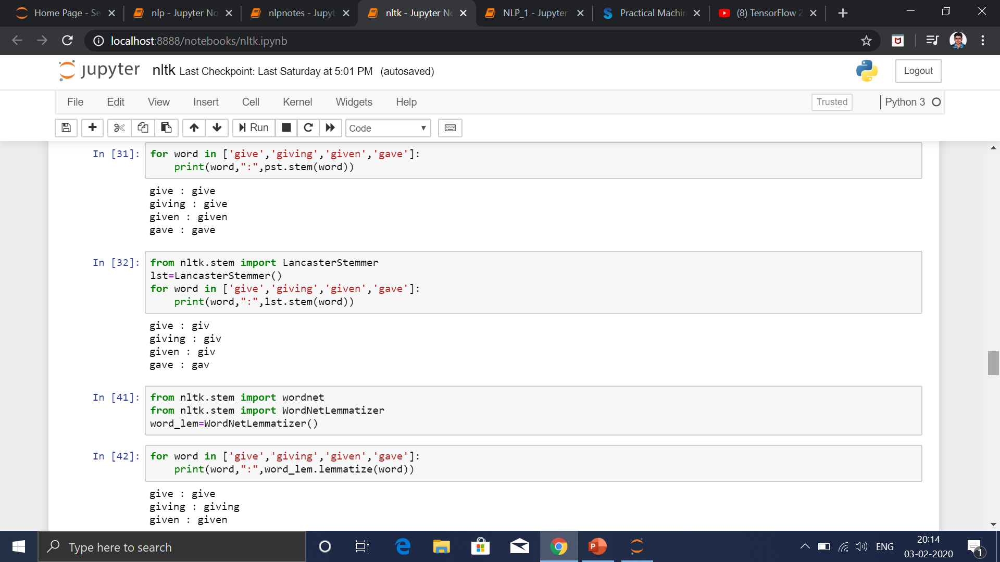 Home Page - Se
nlp - Jupyter No
nlpnotes - Jupyt
nltk - Jupyter No
NLP_1 - Jupyter
Practical Machin
(8) TensorFlow 2
localhost:8888/notebooks/nltk.ipynb
jupyter nltk Last Checkpoint: Last Saturday at 5:01 PM (autosaved)
Logout
File Edit View Insert Cell Kernel Widgets Help
Trusted
Python 3
Run
Code
In [31]: for word in ['give','giving','given','gave']:
print(word,":",pst.stem(word))
give : give
giving : give
given : given
gave : gave
In [32]: from nltk.stem import LancasterStemmer
lst=LancasterStemmer()
for word in ['give','giving','given','gave']:
print(word,":",lst.stem(word))
give : giv
giving : giv
given : giv
gave : gav
In [41]: from nltk.stem import wordnet
from nltk.stem import WordNetLemmatizer
word_lem=WordNetLemmatizer()
In [42]: for word in ['give','giving','given','gave']:
print(word,":",word_lem.lemmatize(word))
give : give
giving : giving
given : given
Type here to search
ENG
20:14
03-02-2020
1